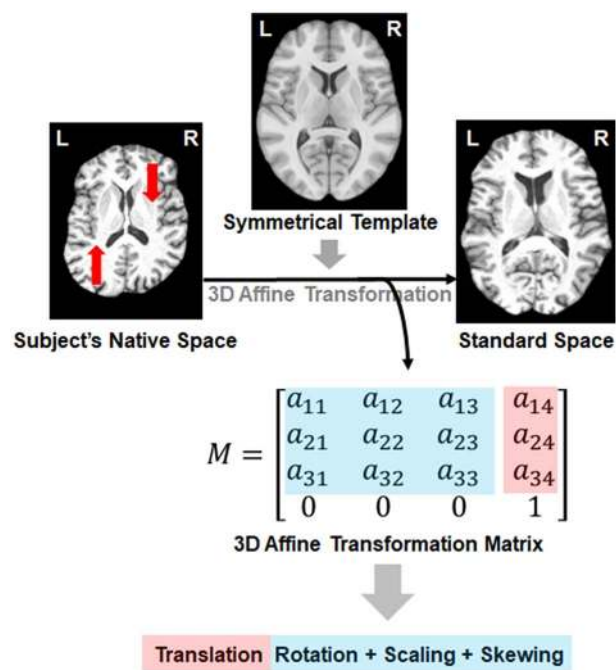 L R
Symmetrical Template
L R
Subject's Native Space
3D Affine Transformation
L R
Standard Space
M = [a₁₁ a₁₂ a₁₃ a₁₄
a₂₁ a₂₂ a₂₃ a₂₄
a₃₁ a₃₂ a₃₃ a₃₄
0 0 0 1]
3D Affine Transformation Matrix
Translation Rotation + Scaling + Skewing